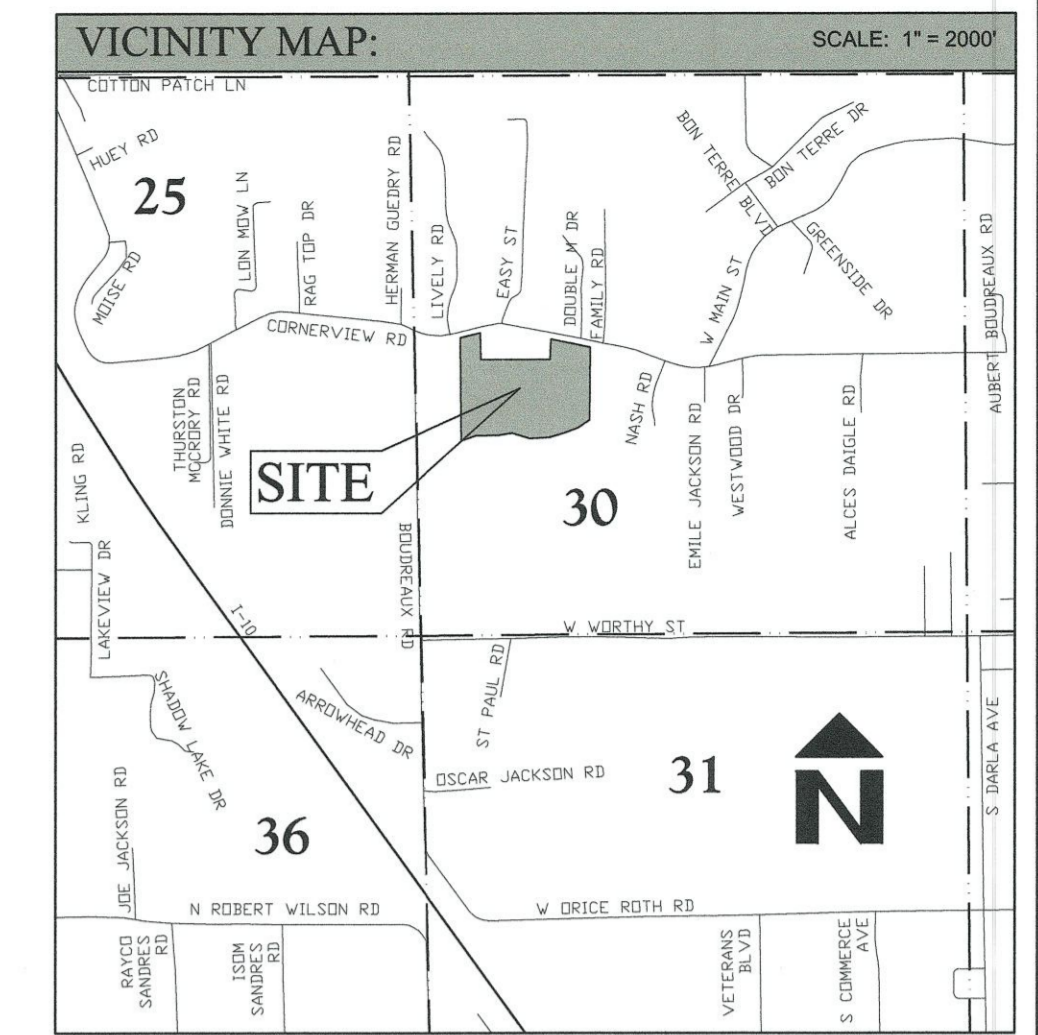 VICINITY MAP:
SCALE: 1" = 2000'
COTTON PATCH LN
HUEY RD
25
MOISE RD
LON MOW LN
RAG TOP DR
HERMAN GUEDRY RD
LIVELY RD
EASY ST
DOUBLE M DR
FAMILY RD
BON TERRE BLVD
BON TERRE DR
GREENSIDE DR
W MAIN ST
AUBERT BOUDREAUX RD
CORNERVIEW RD
THURSTON
MCCRORY RD
DONNIE WHITE RD
KLING RD
SITE
30
NASH RD
EMILE JACKSON RD
WESTWOOD DR
ALCES DAIGLE RD
LAKEVIEW DR
I-10
BOUDREAUX RD
W WORTHY ST
SHADOW LAKE DR
ARROWHEAD DR
ST PAUL RD
OSCAR JACKSON RD
31
N
S DARLA AVE
JOE JACKSON RD
36
N ROBERT WILSON RD
W ORICE ROTH RD
RAYCO
SANDRES
RD
ISOM
SANDRES
RD
VETERANS
BLVD
S COMMERCE
AVE